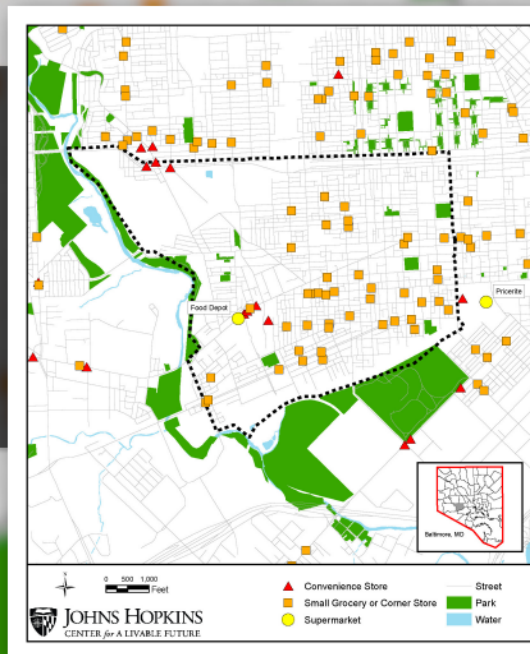 Food Depot
Pricerite
Baltimore, MD
0 500 1,000
Feet
Convenience Store
Small Grocery or Corner Store
Supermarket
Street
Park
Water
JOHNS HOPKINS
CENTER for A LIVABLE FUTURE